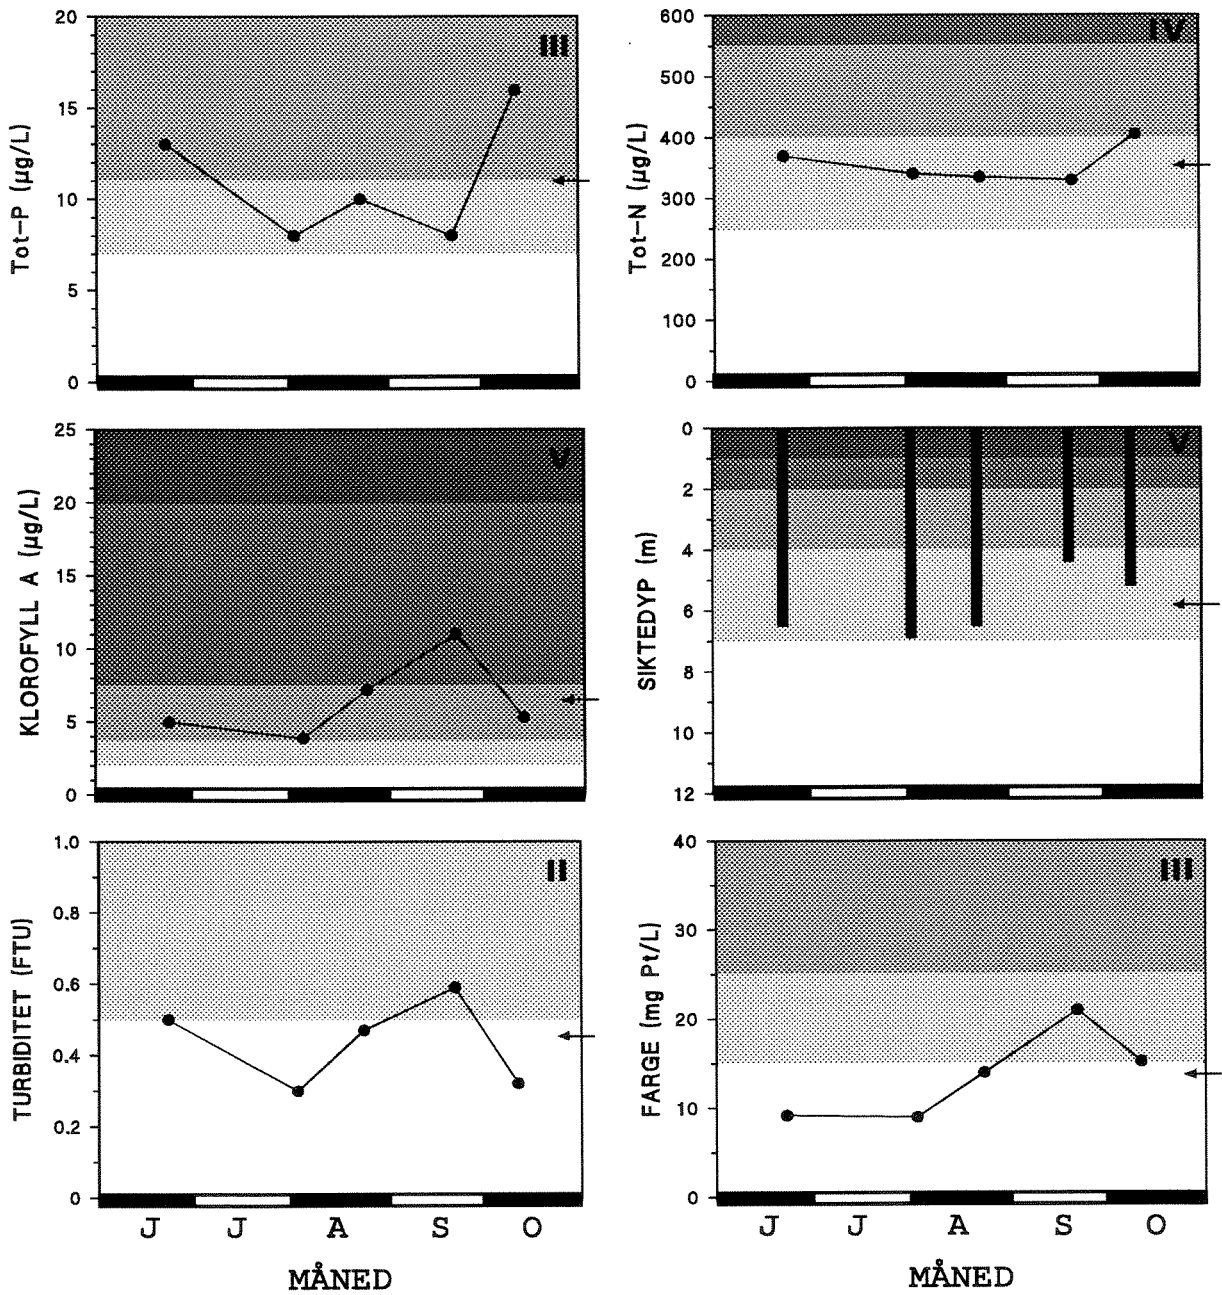 Tot-P (µg/L)
20
15
10
5
0
III
Tot-N (µg/L)
600
500
400
300
200
100
0
IV
KLOROFYLL A (µg/L)
25
20
15
10
5
0
V
SIKTEDYP (m)
0
2
4
6
8
10
12
V
TURBIDITET (FTU)
1.0
0.8
0.6
0.4
0.2
0
II
J J A S O
MÅNED
FARGE (mg Pt/L)
40
30
20
10
0
III
J J A S O
MÅNED